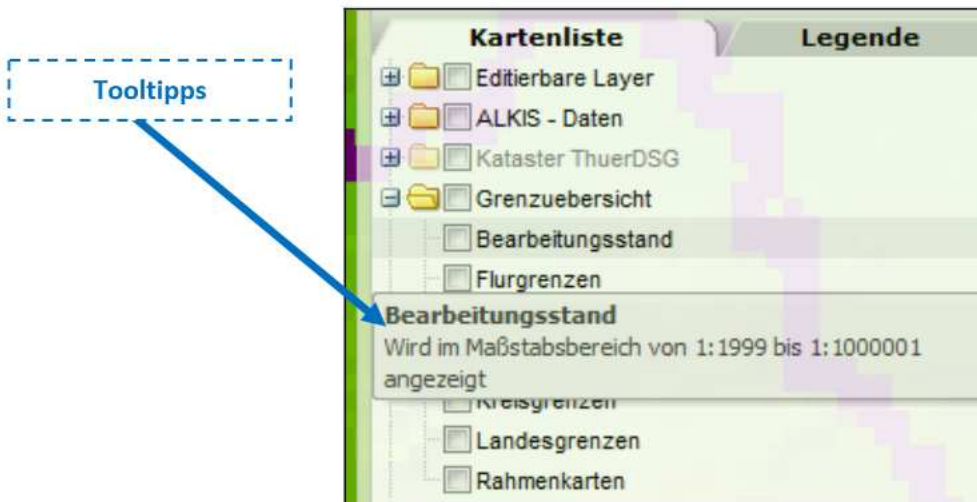 Kartenliste
Legende
Tooltipps
Editierbare Layer
ALKIS - Daten
Kataster ThuerDSG
Grenzuebersicht
Bearbeitungsstand
Flurgrenzen
Bearbeitungsstand
Wird im Maßstabsbereich von 1:1999 bis 1:1000001
angezeigt
Kreisgrenzen
Landesgrenzen
Rahmenkarten